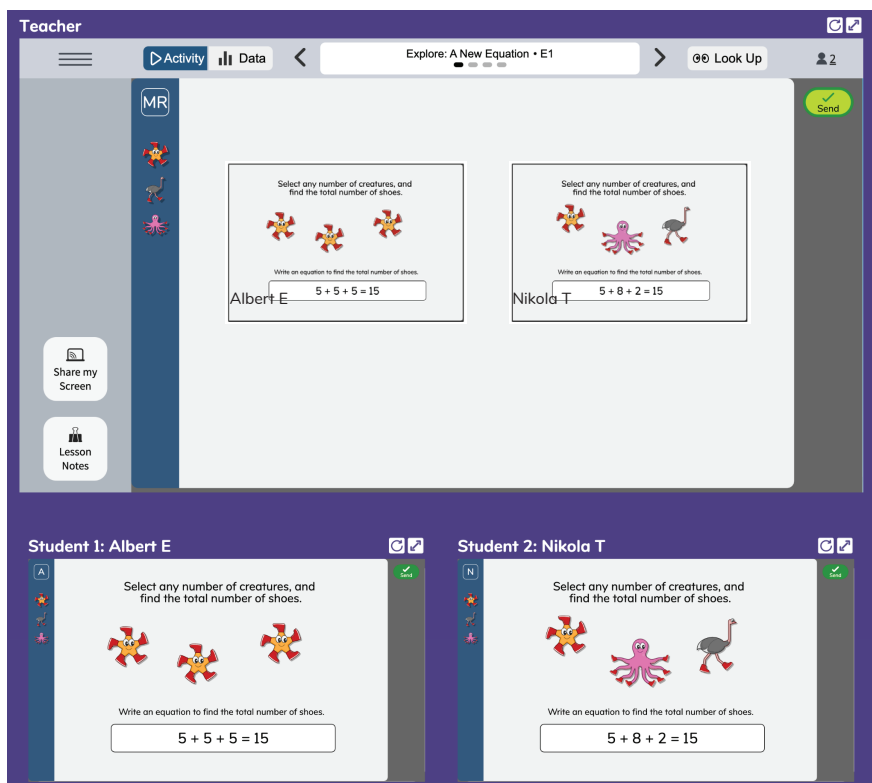 Teacher
Activity
Data
Explore: A New Equation • E1
Look Up
2
MR
Send
Select any number of creatures, and
find the total number of shoes.
Write an equation to find the total number of shoes.
5 + 5 + 5 = 15
Albert E
Select any number of creatures, and
find the total number of shoes.
Write an equation to find the total number of shoes.
5 + 8 + 2 = 15
Nikola T
Share my
Screen
Lesson
Notes
Student 1: Albert E
A
Send
Select any number of creatures, and
find the total number of shoes.
Write an equation to find the total number of shoes.
5 + 5 + 5 = 15
Student 2: Nikola T
N
Send
Select any number of creatures, and
find the total number of shoes.
Write an equation to find the total number of shoes.
5 + 8 + 2 = 15